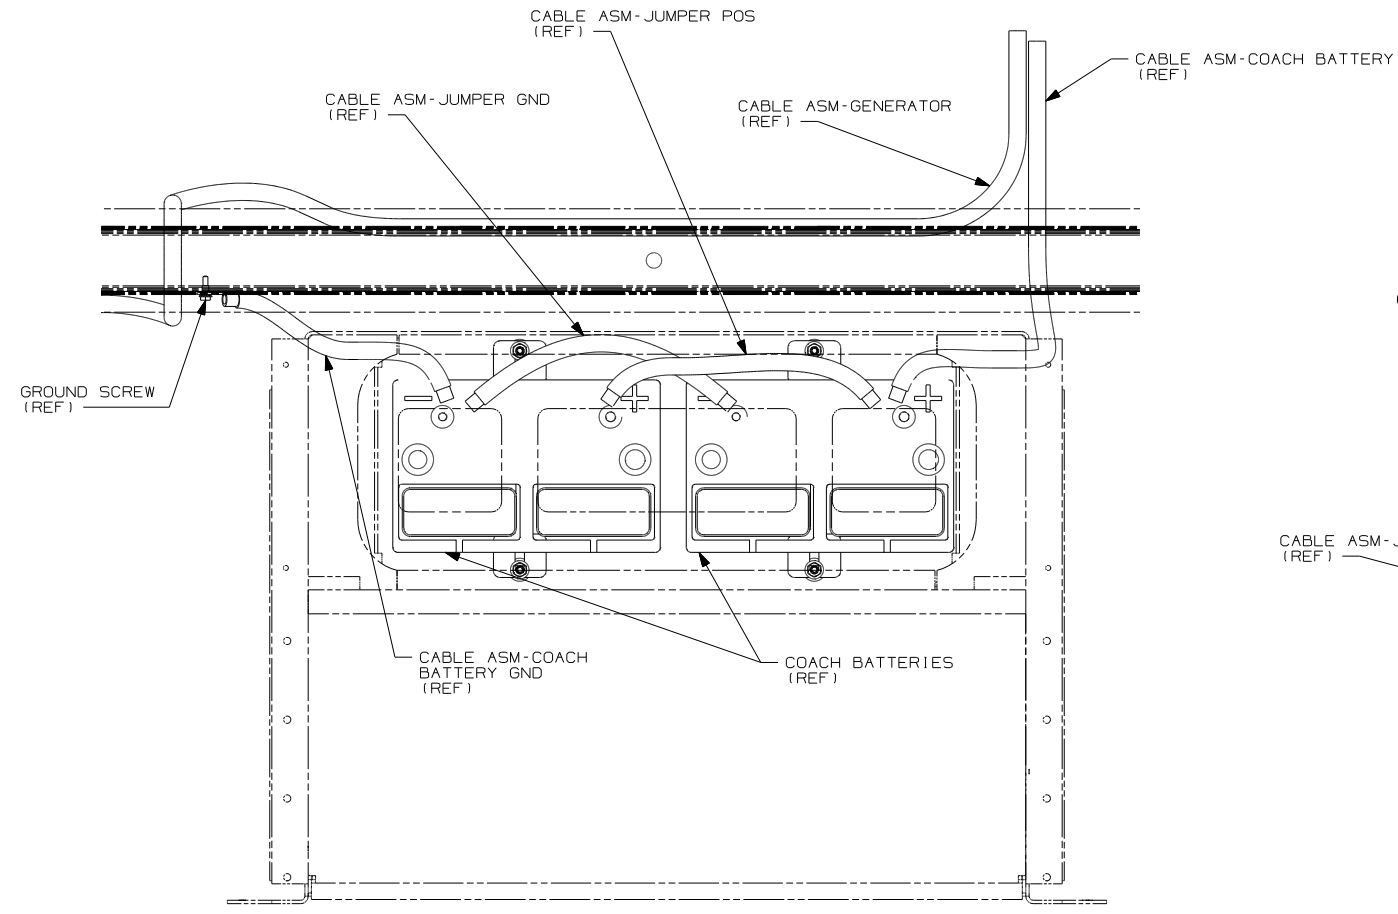 CABLE ASM-JUMPER POS
(REF)
CABLE ASM-COACH BATTERY
(REF)
CABLE ASM-JUMPER GND
(REF)
CABLE ASM-GENERATOR
(REF)
GROUND SCREW
(REF)
CABLE ASM-
(REF)
CABLE ASM-COACH
BATTERY GND
(REF)
COACH BATTERIES
(REF)